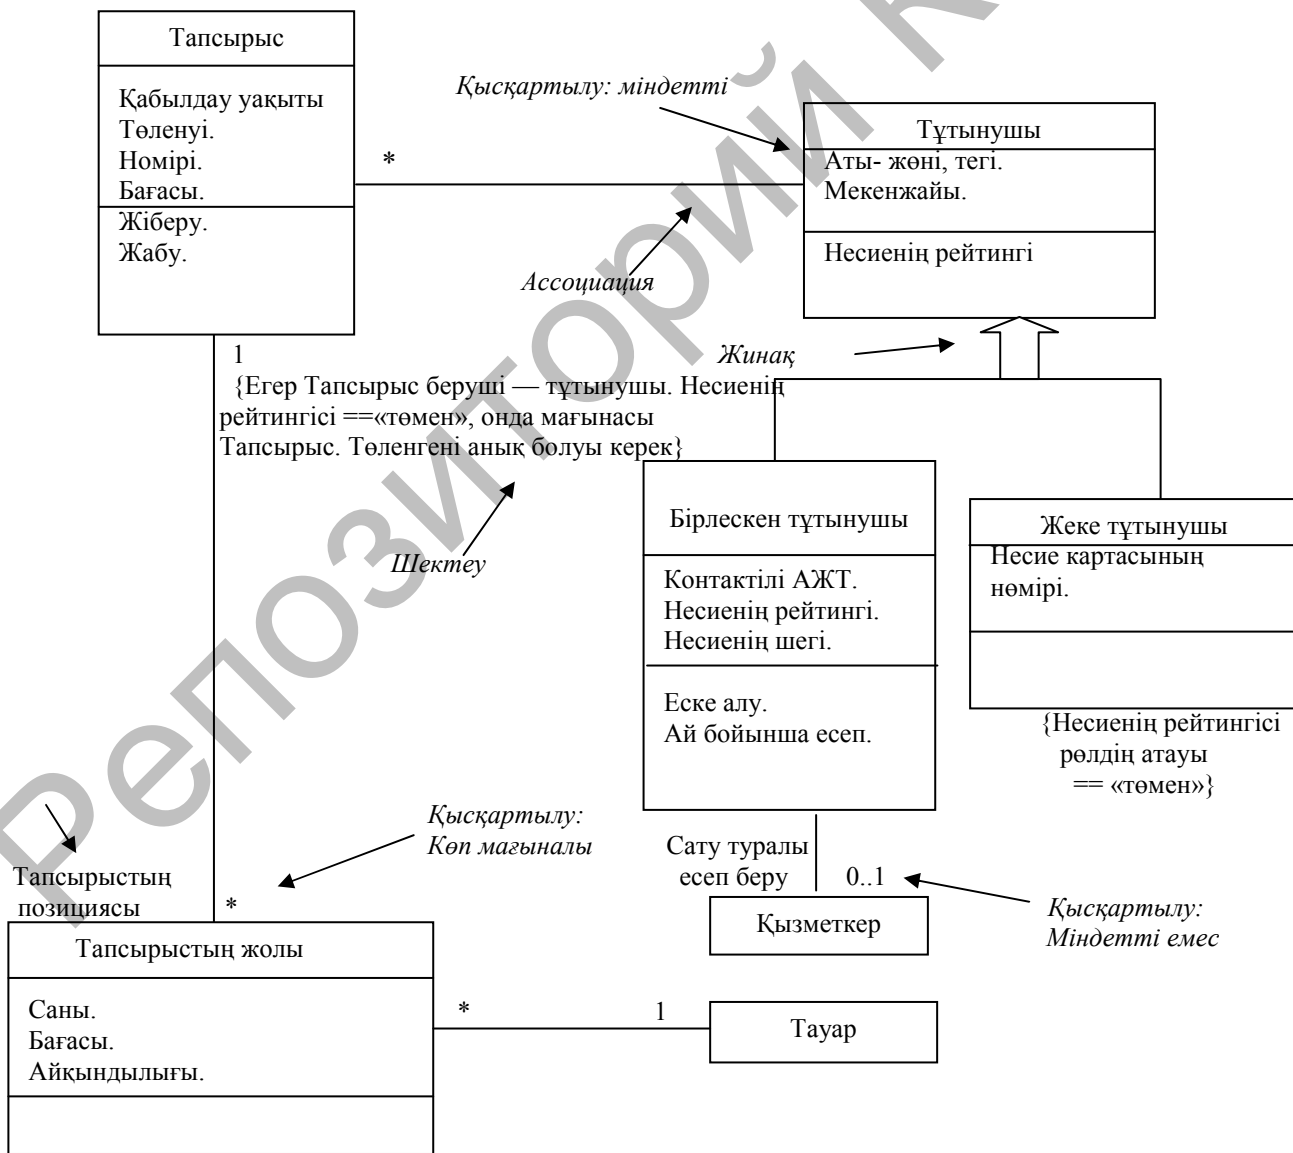 Тапсырыс
Қабылдау уақыты
Төленуі.
Номірі.
Бағасы.
Жіберу.
Жабу.
Қысқартылу: міндетті
*
Тұтынушы
Аты- жөні, тегі.
Мекенжайы.
Несиенің рейтингі
Ассоциация
1
Жинақ
{Егер Тапсырыс беруші — тұтынушы. Несиенің
рейтингісі ==«төмен», онда мағынасы
Тапсырыс. Төленгені анық болуы керек}
Шектеу
Бірлескен тұтынушы
Контактілі АЖТ.
Несиенің рейтингі.
Несиенің шегі.
Еске алу.
Ай бойынша есеп.
Жеке тұтынушы
Несие картасының
нөмірі.
{Несиенің рейтингісі
рөлдің атауы
== «төмен»}
Қысқартылу:
Көп мағыналы
Тапсырыстың
позициясы
*
Сату туралы
есеп беру
0..1
Қысқартылу:
Міндетті емес
Қызметкер
Тапсырыстың жолы
Саны.
Бағасы.
Айқындылығы.
*
1
Тауар
Репозиторий К